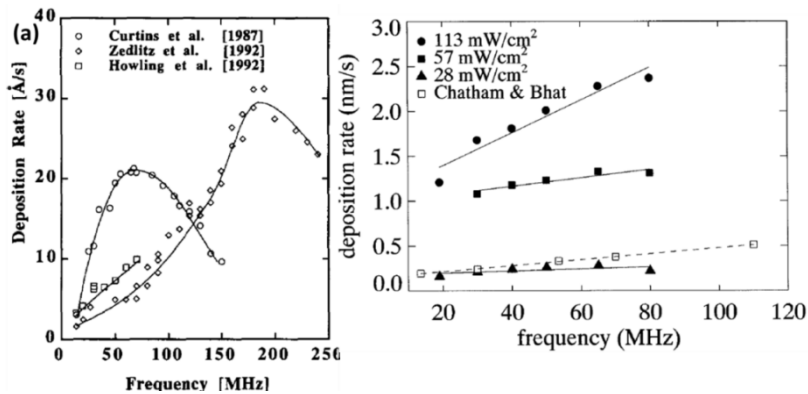 (a)
Curtins et al. [1987]
Zedlitz et al. [1992]
Howling et al. [1992]
Deposition Rate [Å/s]
40
30
20
10
0
0 50 100 150 200 250
Frequency [MHz]
113 mW/cm²
57 mW/cm²
28 mW/cm²
Chatham & Bhat
deposition rate (nm/s)
3.0
2.5
2.0
1.5
1.0
0.5
0.0
20 40 60 80 100 120
frequency (MHz)